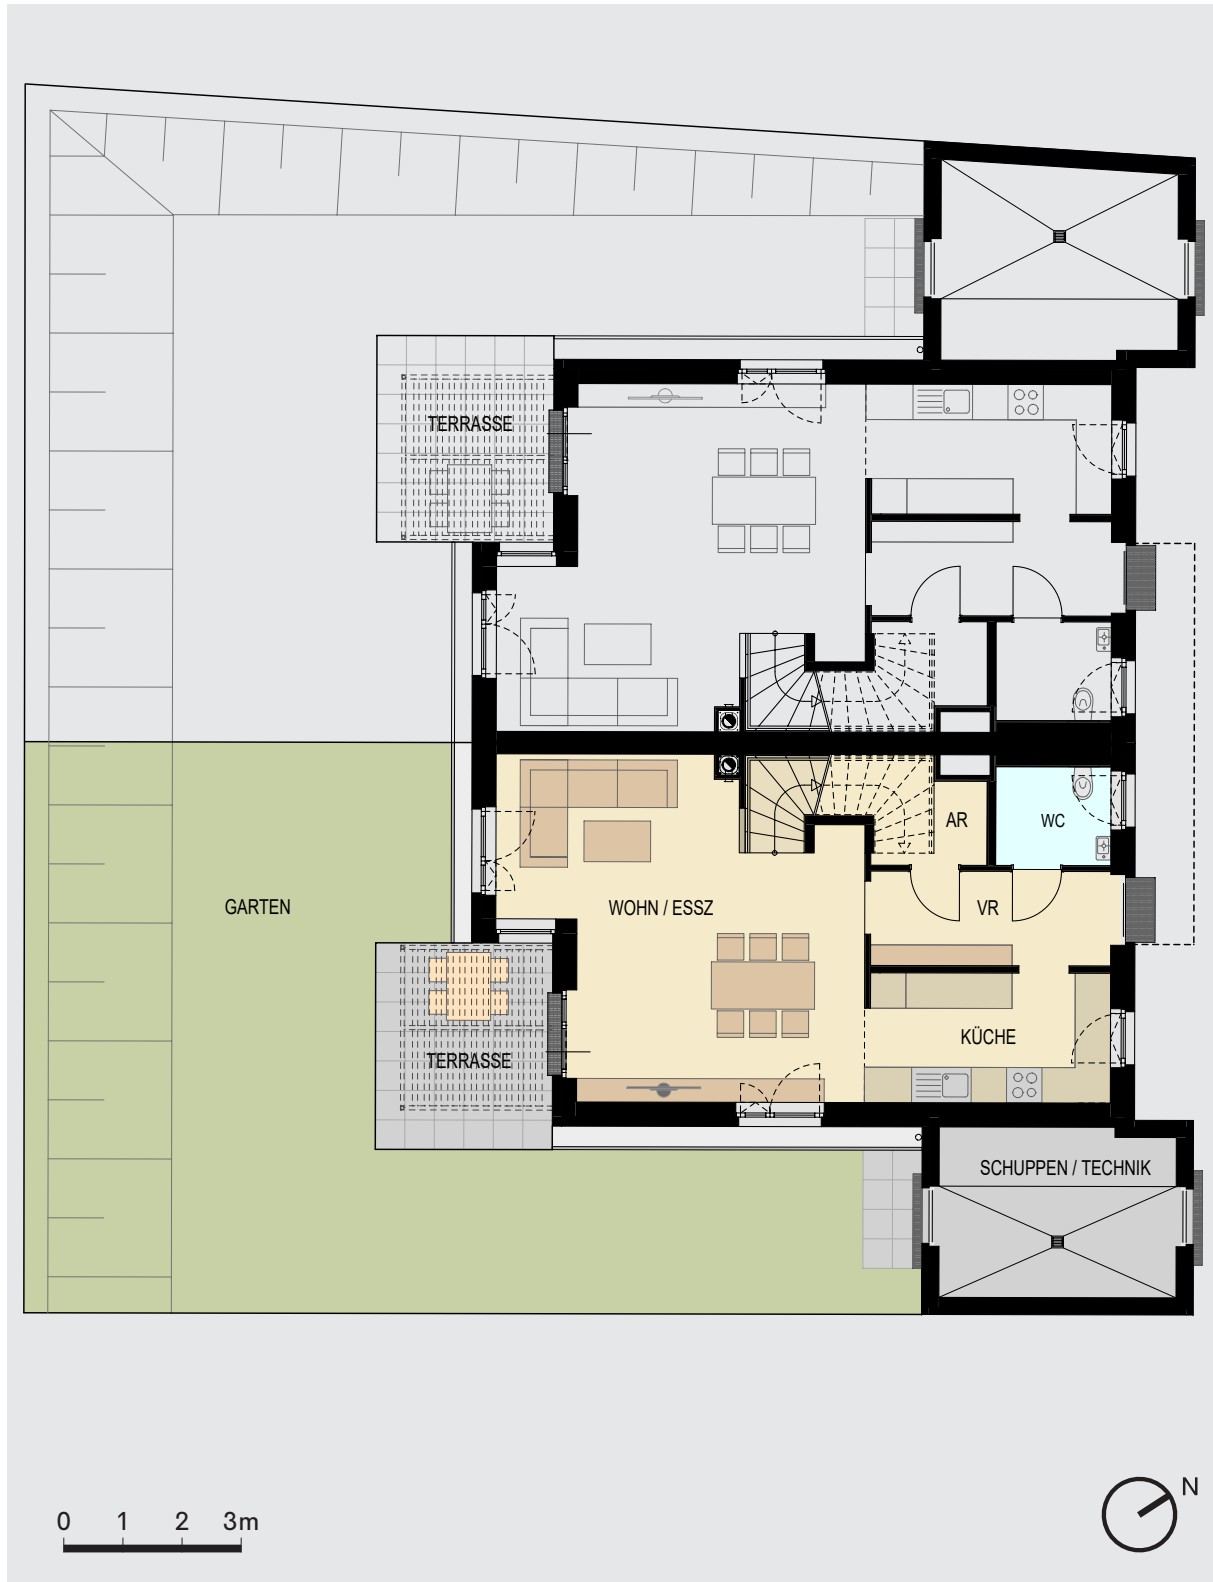 TERRASSE
AR
WC
GARTEN
WOHN / ESSZ
VR
KÜCHE
TERRASSE
SCHUPPEN / TECHNIK
N
0 1 2 3m